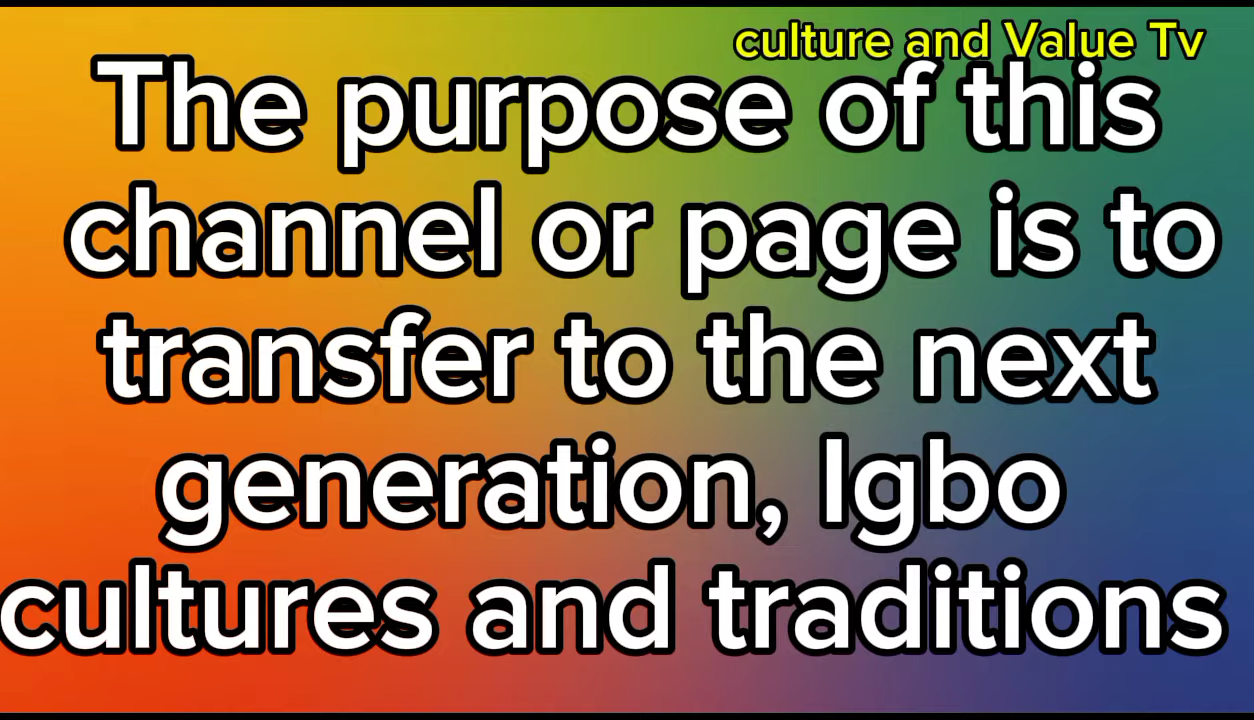 culture and Value Tv
The purpose of this
channel or page is to
transfer to the next
generation, Igbo
cultures and traditions